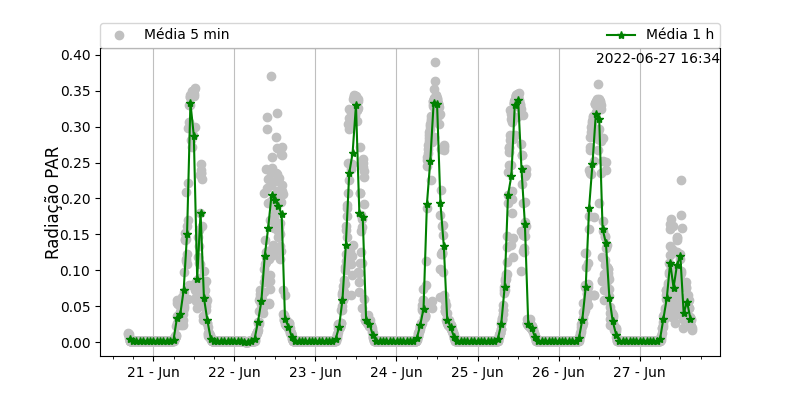 Média 5 min
Média 1 h
2022-06-27 16:34
Radiação PAR
0.40
0.35
0.30
0.25
0.20
0.15
0.10
0.05
0.00
21 - Jun
22 - Jun
23 - Jun
24 - Jun
25 - Jun
26 - Jun
27 - Jun